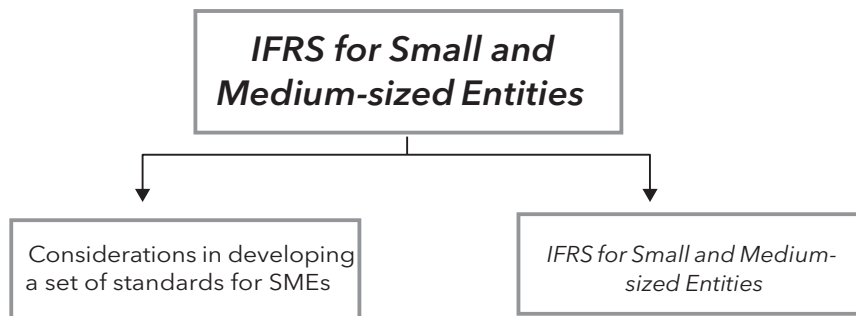 IFRS for Small and
Medium-sized Entities
Considerations in developing
a set of standards for SMEs
IFRS for Small and Medium-
sized Entities